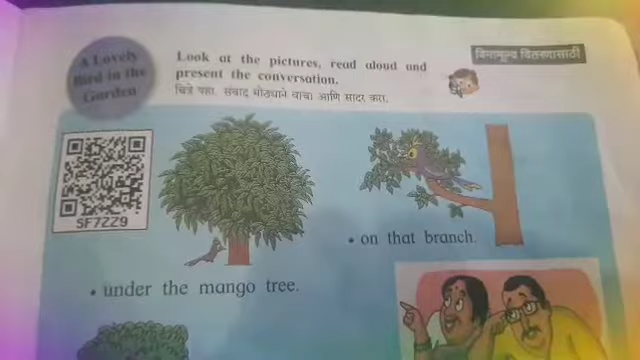 A Lovely
Bird in the
Garden
Look at the pictures, read aloud and
present the conversation.
चित्रे पहा. संवाद मोठ्याने वाचा आणि सादर करा.
विनामूल्य वितरणासाठी
SF7ZZ9
• on that branch.
• under the mango tree.